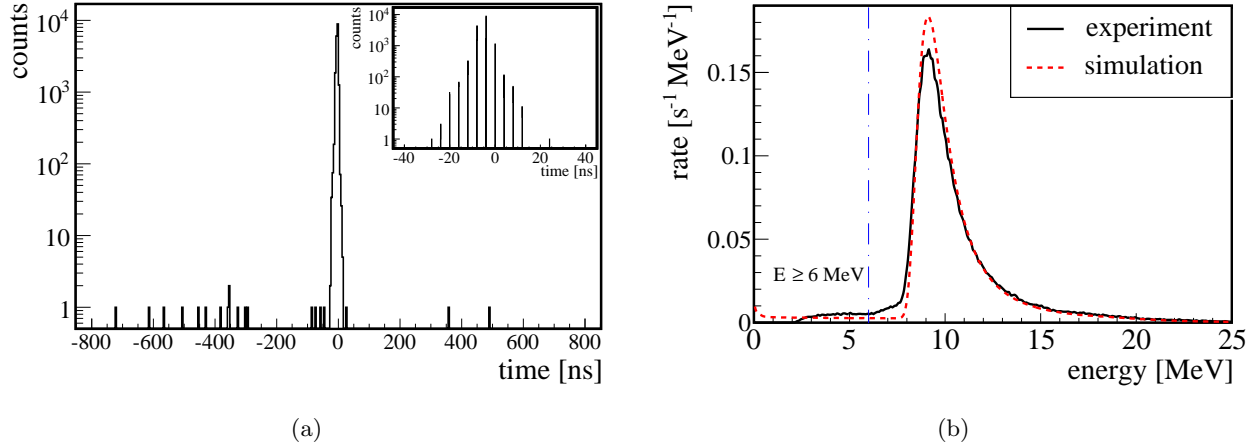 counts
10⁴
10³
10²
10
1
-800 -600 -400 -200 0 200 400 600 800
time [ns]
counts
10⁴
10³
10²
10
1
-40 -20 0 20 40
time [ns]
(a)
rate [s⁻¹ MeV⁻¹]
0.15
0.1
0.05
0
experiment
simulation
E ≥ 6 MeV
0 5 10 15 20 25
energy [MeV]
(b)